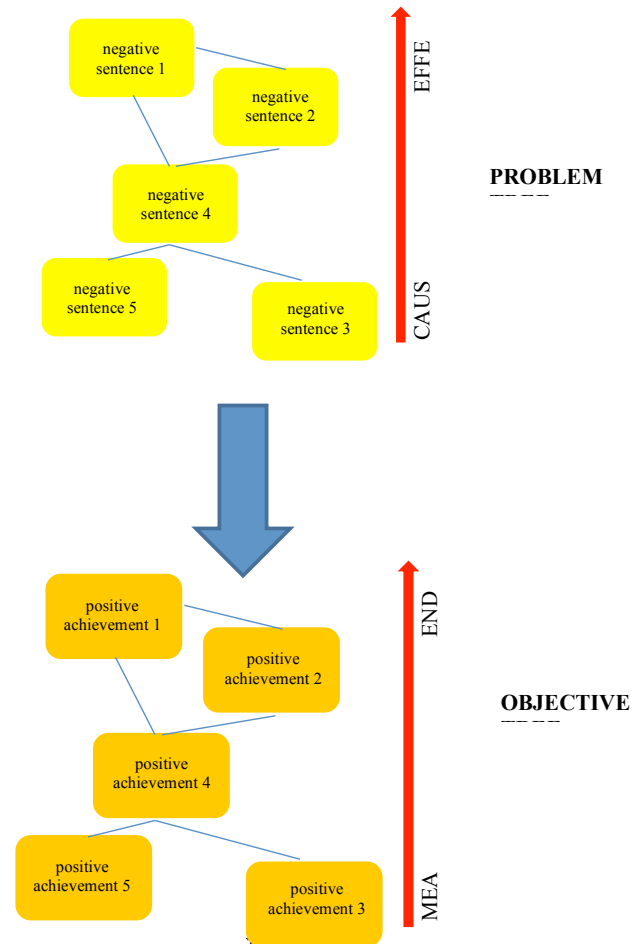 negative
sentence 1
negative
sentence 2
negative
sentence 4
negative
sentence 5
negative
sentence 3
EFFE
CAUS
PROBLEM
positive
achievement 1
positive
achievement 2
positive
achievement 4
positive
achievement 5
positive
achievement 3
END
MEA
OBJECTIVE